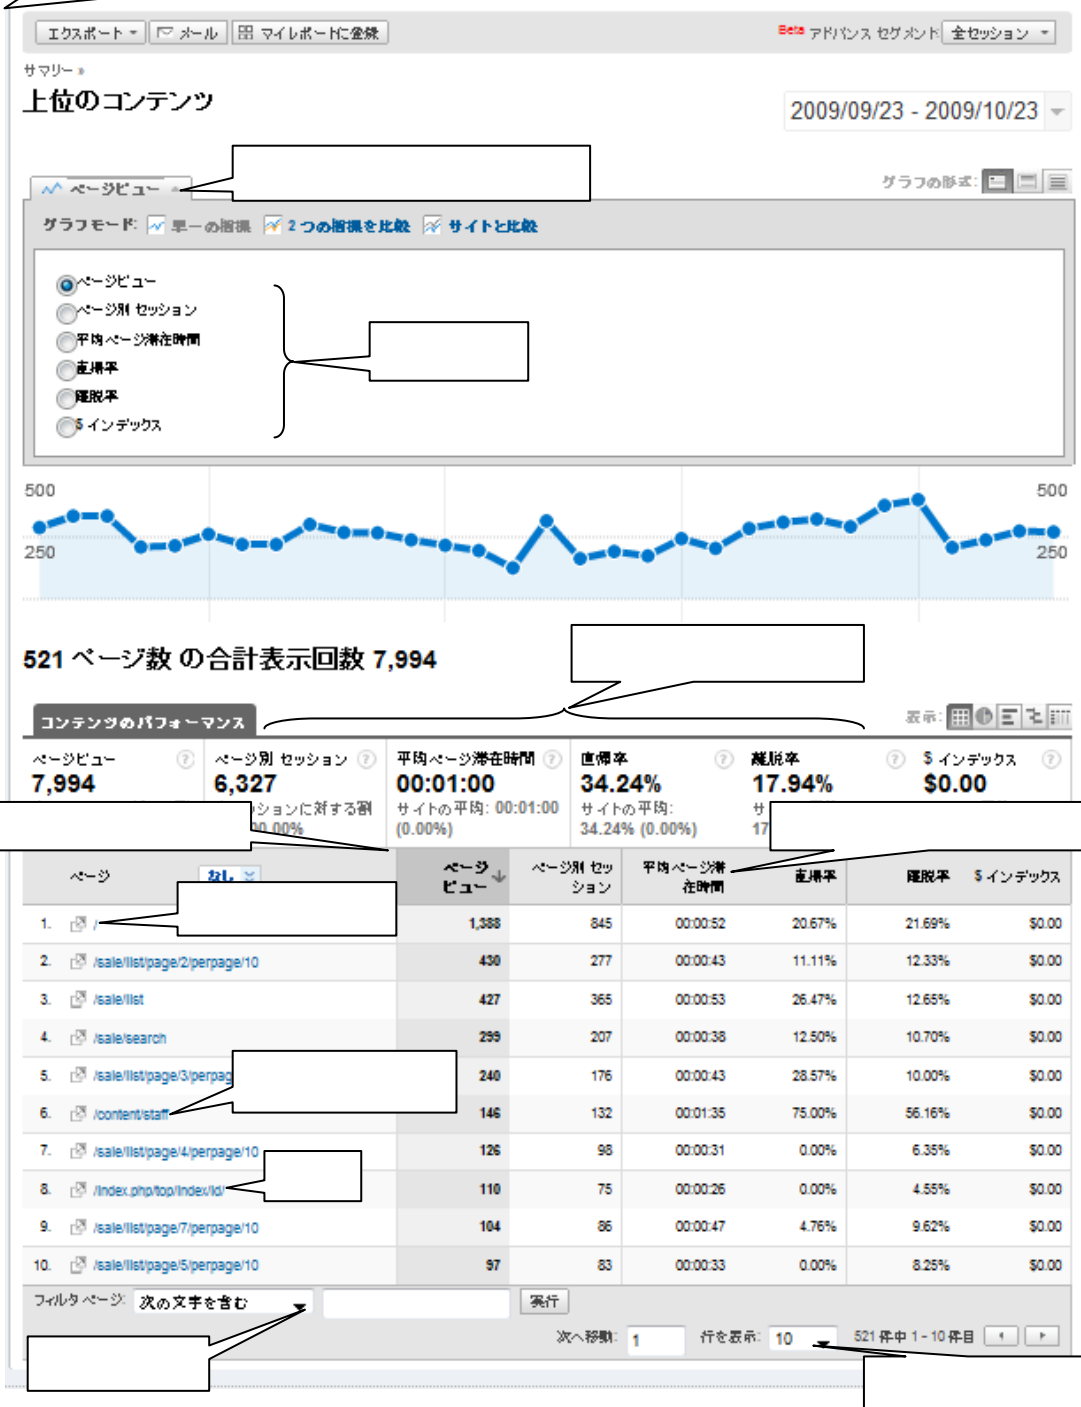 エクスポート メール マイレポートに登録 Beta アドバンス セグメント: 全セッション
サマリー »
上位のコンテンツ
2009/09/23 - 2009/10/23
ページビュー グラフの形式:
グラフモード: 単一の指標 2 つの指標を比較 サイトと比較
ページビュー
ページ別 セッション
平均ページ滞在時間
直帰率
離脱率
$ インデックス
500 500
250 250
521 ページ数 の合計表示回数 7,994
コンテンツのパフォーマンス 表示:
ページビュー ページ別 セッション 平均ページ滞在時間 直帰率 離脱率 $ インデックス
7,994 6,327 00:01:00 34.24% 17.94% $0.00
ッションに対する割 サイトの平均: 00:01:00 サイトの平均: サ
00.00% (0.00%) 34.24% (0.00%) 17
ページ なし ページビュー ページ別 セッション 平均ページ滞在時間 直帰率 離脱率 $ インデックス
1. / 1,388 845 00:00:52 20.67% 21.69% $0.00
2. /sale/list/page/2/perpage/10 430 277 00:00:43 11.11% 12.33% $0.00
3. /sale/list 427 365 00:00:53 26.47% 12.65% $0.00
4. /sale/search 299 207 00:00:38 12.50% 10.70% $0.00
5. /sale/list/page/3/perpag 240 176 00:00:43 28.57% 10.00% $0.00
6. /content/staff 146 132 00:01:35 75.00% 56.16% $0.00
7. /sale/list/page/4/perpage/10 126 98 00:00:31 0.00% 6.35% $0.00
8. /index.php/top/index/id/ 110 75 00:00:26 0.00% 4.55% $0.00
9. /sale/list/page/7/perpage/10 104 86 00:00:47 4.76% 9.62% $0.00
10. /sale/list/page/5/perpage/10 97 83 00:00:33 0.00% 8.25% $0.00
フィルタ ページ: 次の文字を含む 実行
次へ移動: 1 行を表示: 10 521 件中 1 - 10 件目